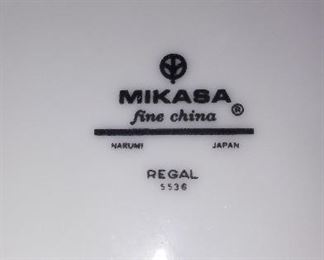 MIKASA
fine china ®
NARUMI JAPAN
REGAL
5536